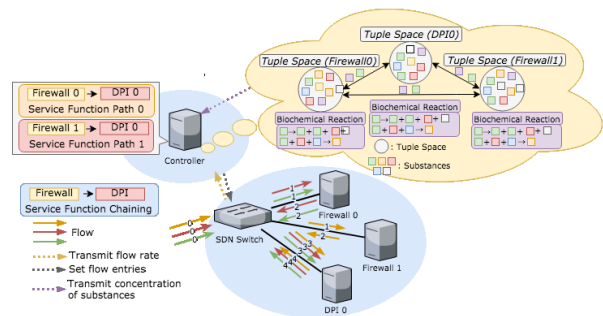 Tuple Space (DPI0)
Tuple Space (Firewall0)
Tuple Space (Firewall1)
Biochemical Reaction
Biochemical Reaction
Biochemical Reaction
: Tuple Space
: Substances
Firewall 0 DPI 0
Service Function Path 0
Firewall 1 DPI 0
Service Function Path 1
Controller
Firewall DPI
Service Function Chaining
Flow
Transmit flow rate
Set flow entries
Transmit concentration
of substances
0
0
0
SDN Switch
1
1
2
2
Firewall 0
1
2
Firewall 1
3
3
3
4
4
4
DPI 0